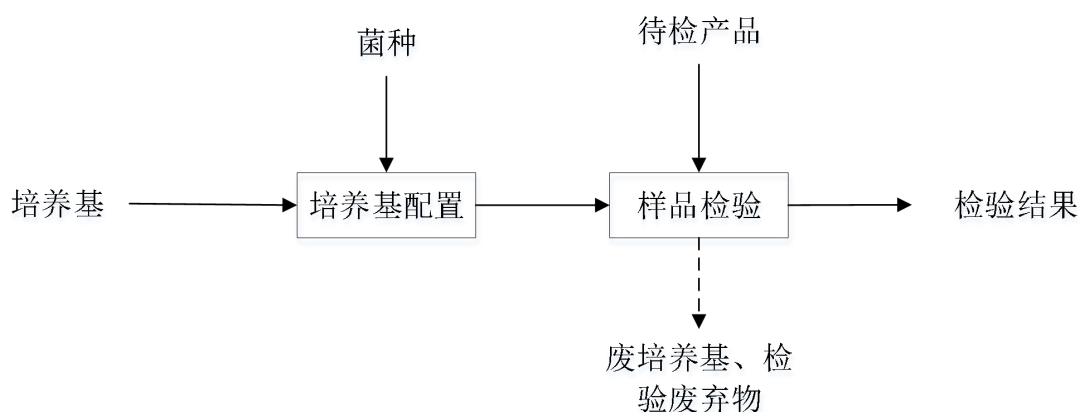 菌种
待检产品
培养基
培养基配置
样品检验
检验结果
废培养基、检
验废弃物